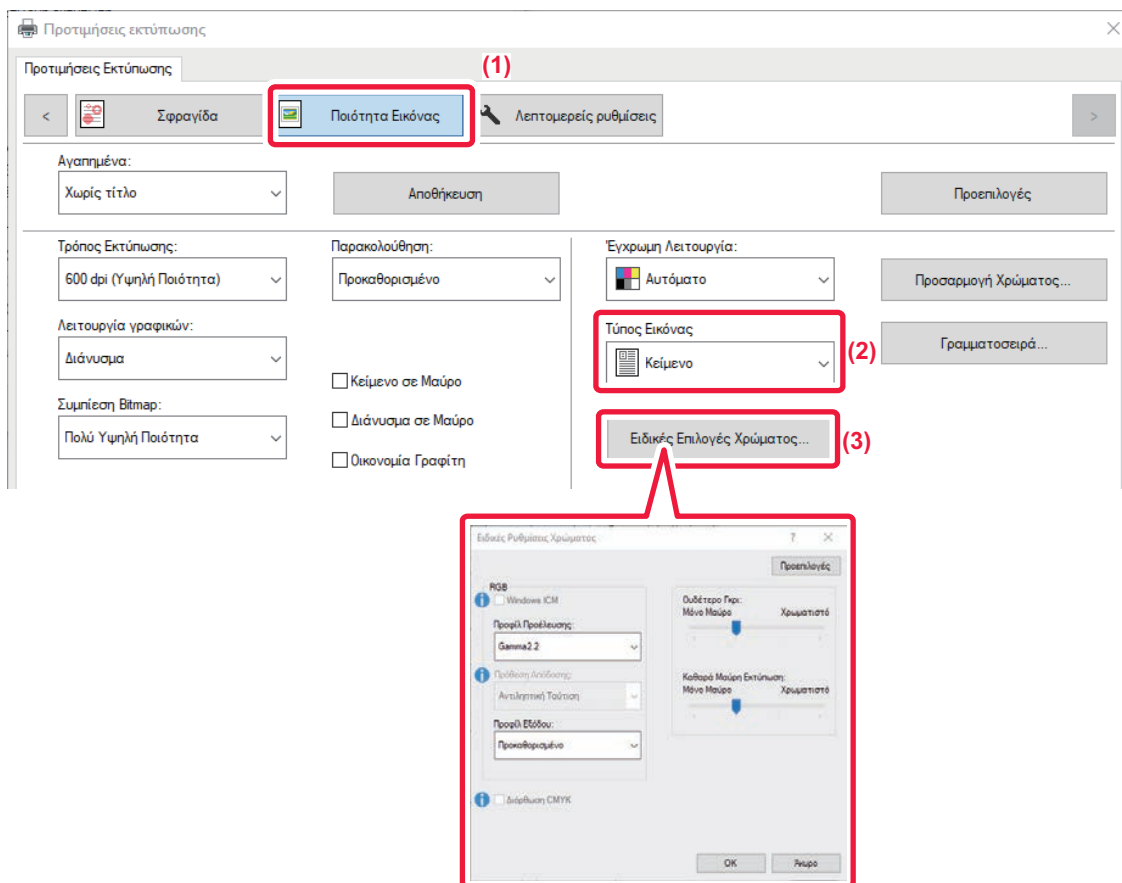 Προτιμήσεις εκτύπωσης
Προτιμήσεις Εκτύπωσης
(1)
<
Σφραγίδα
Ποιότητα Εικόνας
Λεπτομερείς ρυθμίσεις
>
Αγαπημένα:
Χωρίς τίτλο
Αποθήκευση
Προεπιλογές
Τρόπος Εκτύπωσης:
Παρακολούθηση:
Έγχρωμη Λειτουργία:
600 dpi (Υψηλή Ποιότητα)
Προκαθορισμένο
Αυτόματο
Προσαρμογή Χρώματος...
Λειτουργία γραφικών:
Τύπος Εικόνας
Διάνυσμα
Κείμενο
(2)
Γραμματοσειρά...
Κείμενο σε Μαύρο
Συμπίεση Bitmap:
Διάνυσμα σε Μαύρο
Πολύ Υψηλή Ποιότητα
Ειδικές Επιλογές Χρώματος...
(3)
Οικονομία Γραφίτη
Ειδικές Ρυθμίσεις Χρώματος
?
Προεπιλογές
RGB
Windows ICM
Προφίλ Προέλευσης:
Gamma2.2
Πρόθεση Απόδοσης:
Αντιληπτική Ταύτιση
Προφίλ Εξόδου:
Προκαθορισμένο
Διόρθωση CMYK
Ουδέτερο Γκρι:
Μόνο Μαύρο Χρωματιστό
Καθαρά Μαύρη Εκτύπωση:
Μόνο Μαύρο Χρωματιστό
OK
Άκυρο